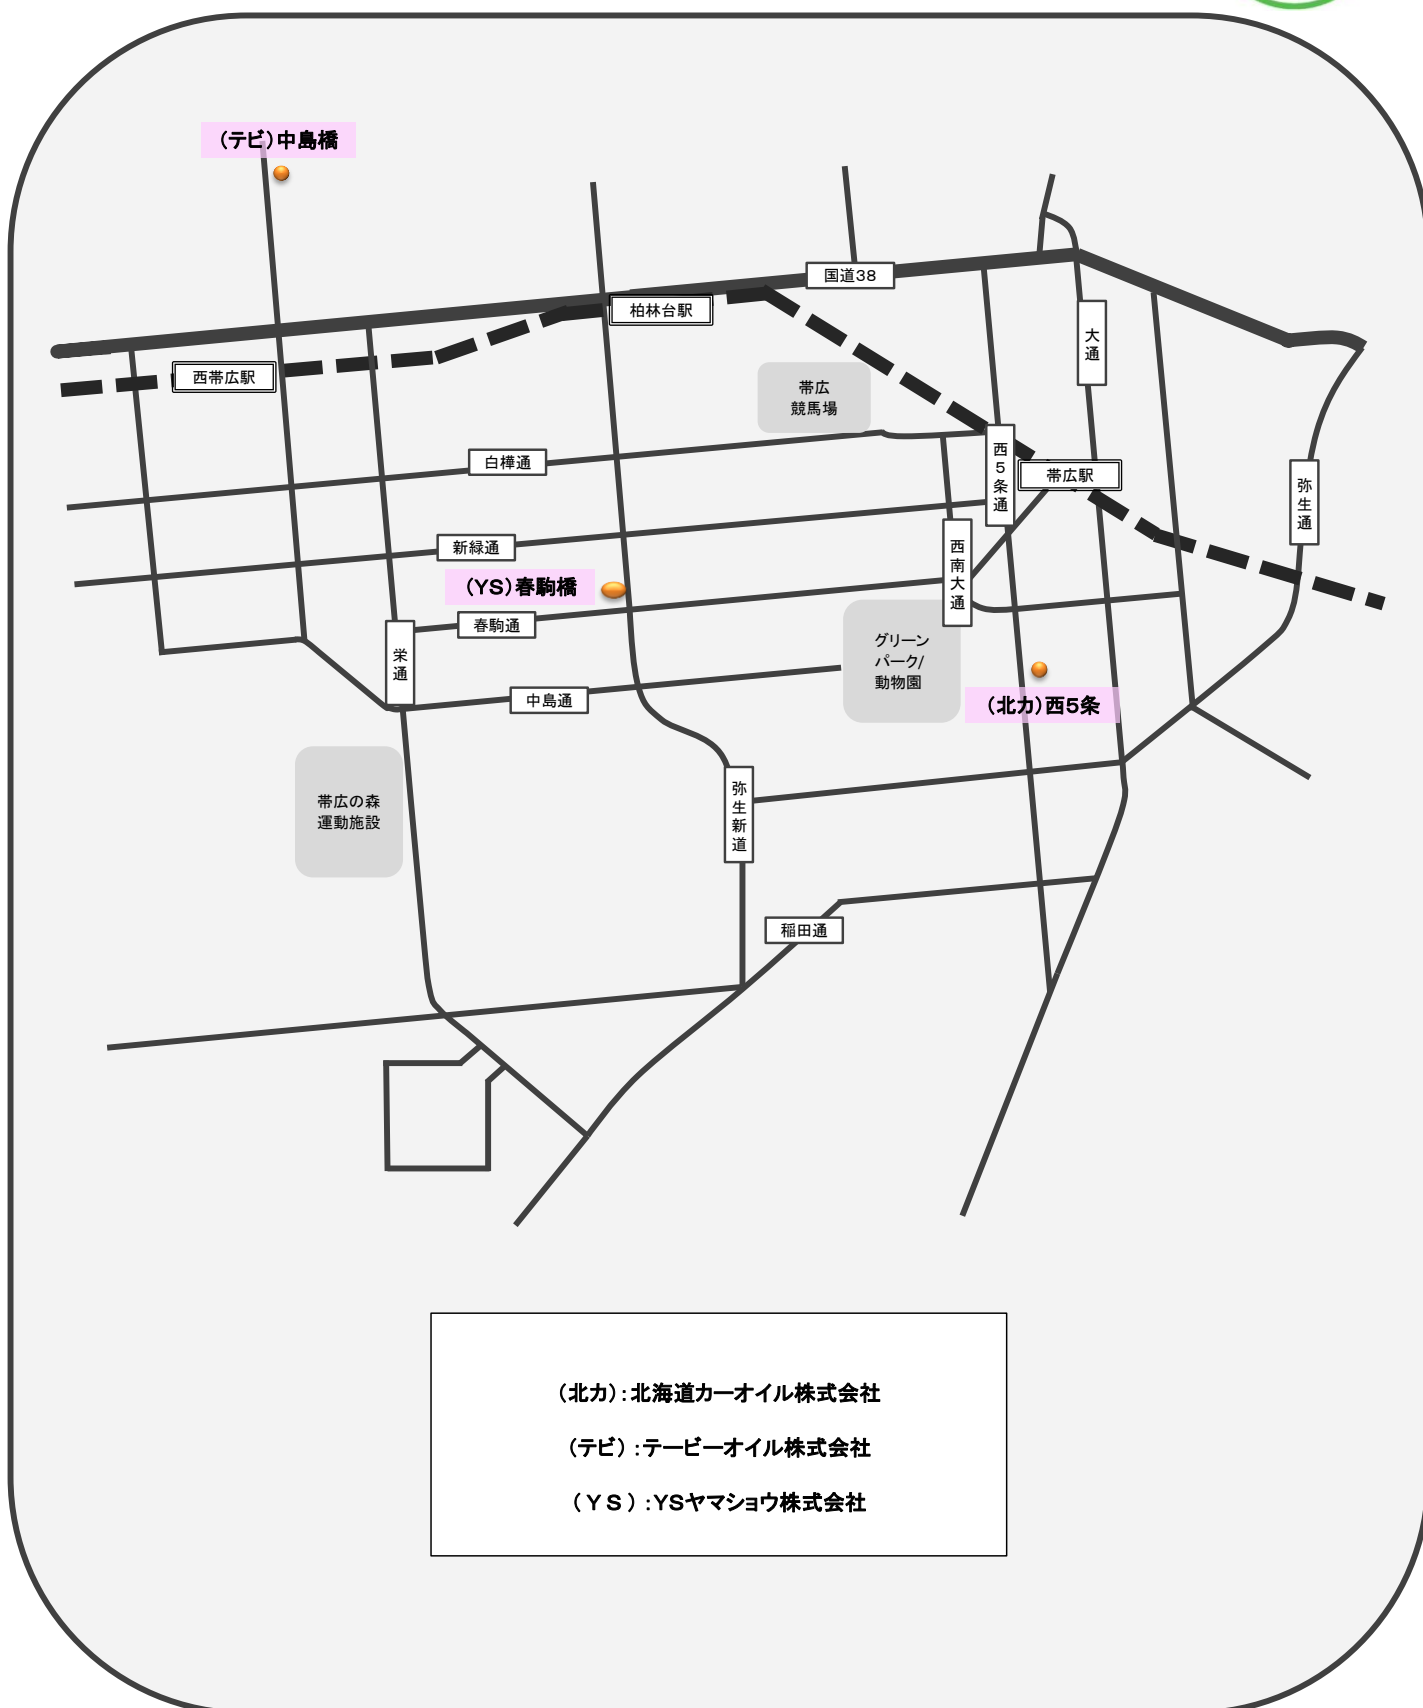 （テビ）中島橋
国道38
柏林台駅
大通
西帯広駅
帯広
競馬場
白樺通
西5条通
帯広駅
弥生通
新緑通
西南大通
（YS）春駒橋
春駒通
グリーン
パーク/
動物園
栄通
中島通
（北カ）西5条
帯広の森
運動施設
弥生新道
稲田通
（北カ）：北海道カーオイル株式会社
（テビ）：テービーオイル株式会社
（ＹＳ）：YSヤマショウ株式会社